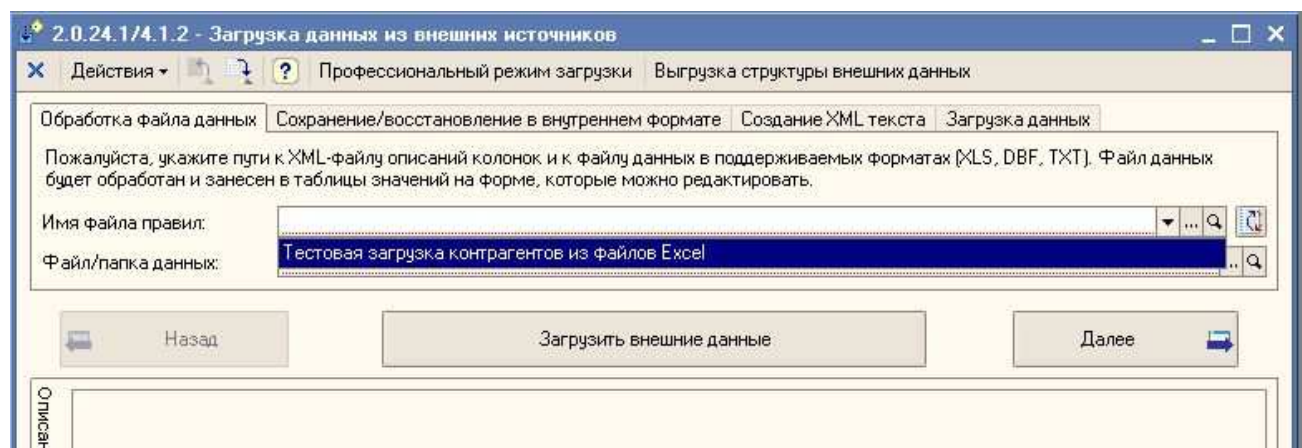 2.0.24.1/4.1.2 - Загрузка данных из внешних источников
Действия ? Профессиональный режим загрузки Выгрузка структуры внешних данных
Обработка файла данных Сохранение/восстановление в внутреннем формате Создание XML текста Загрузка данных
Пожалуйста, укажите пути к XML-файлу описаний колонок и к файлу данных в поддерживаемых форматах (XLS, DBF, TXT). Файл данных
будет обработан и занесен в таблицы значений на форме, которые можно редактировать.
Имя файла правил: ...
Тестовая загрузка контрагентов из файлов Excel
Файл/папка данных: ..
Назад Загрузить внешние данные Далее
Описан